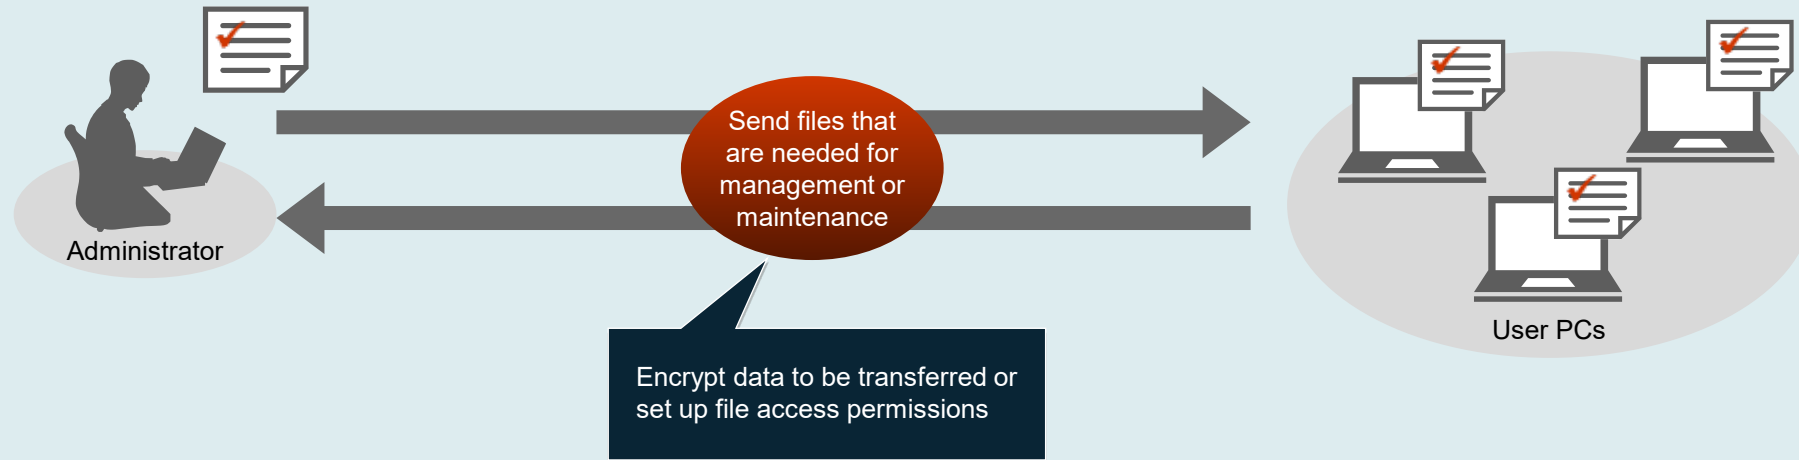 Send files that
are needed for
management or
maintenance
Administrator
User PCs
Encrypt data to be transferred or
set up file access permissions